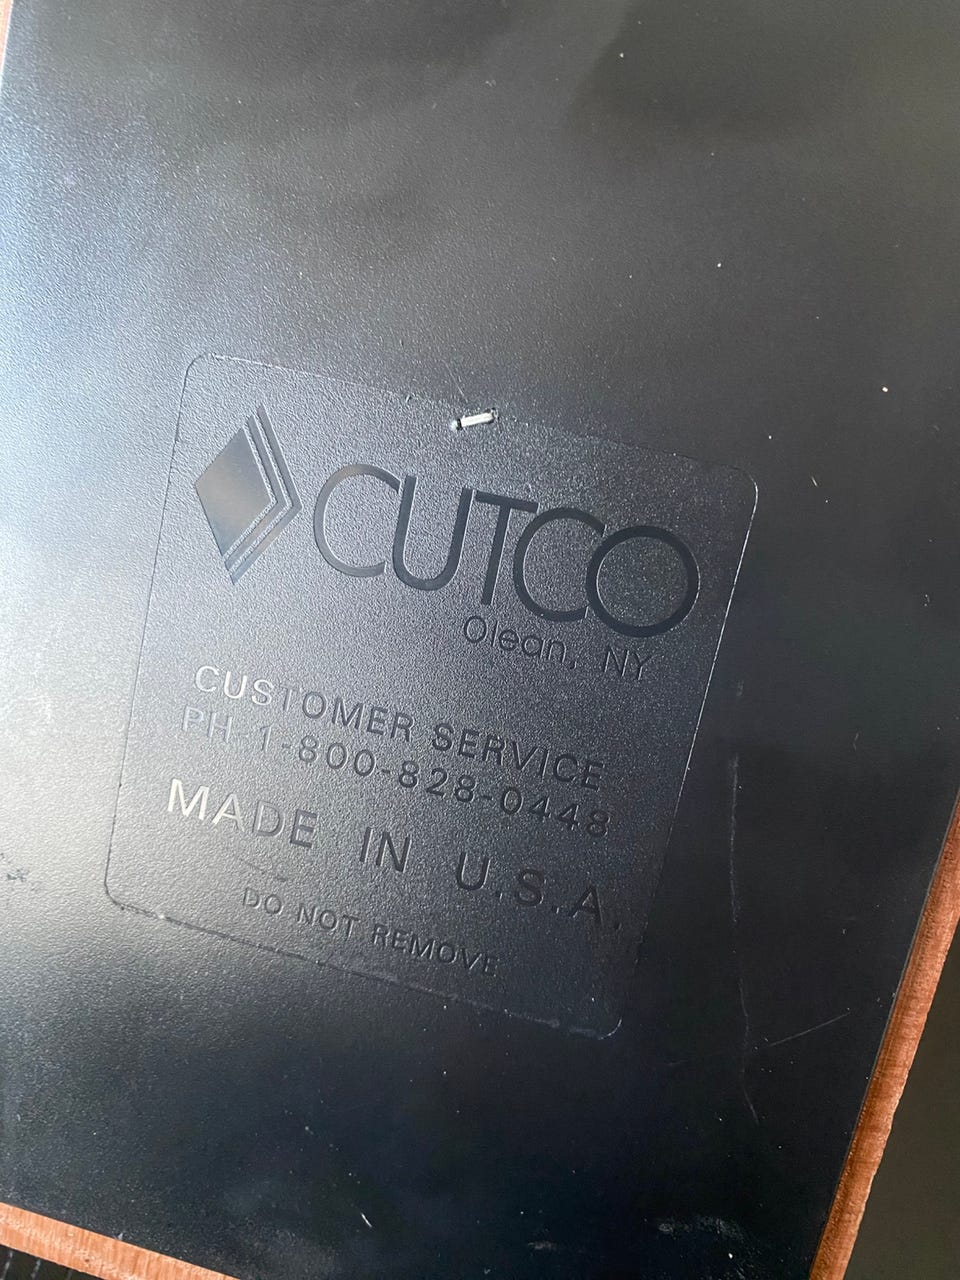 CUTCO
Olean, NY
CUSTOMER SERVICE
PH 1-800-828-0448
MADE IN U.S.A.
DO NOT REMOVE